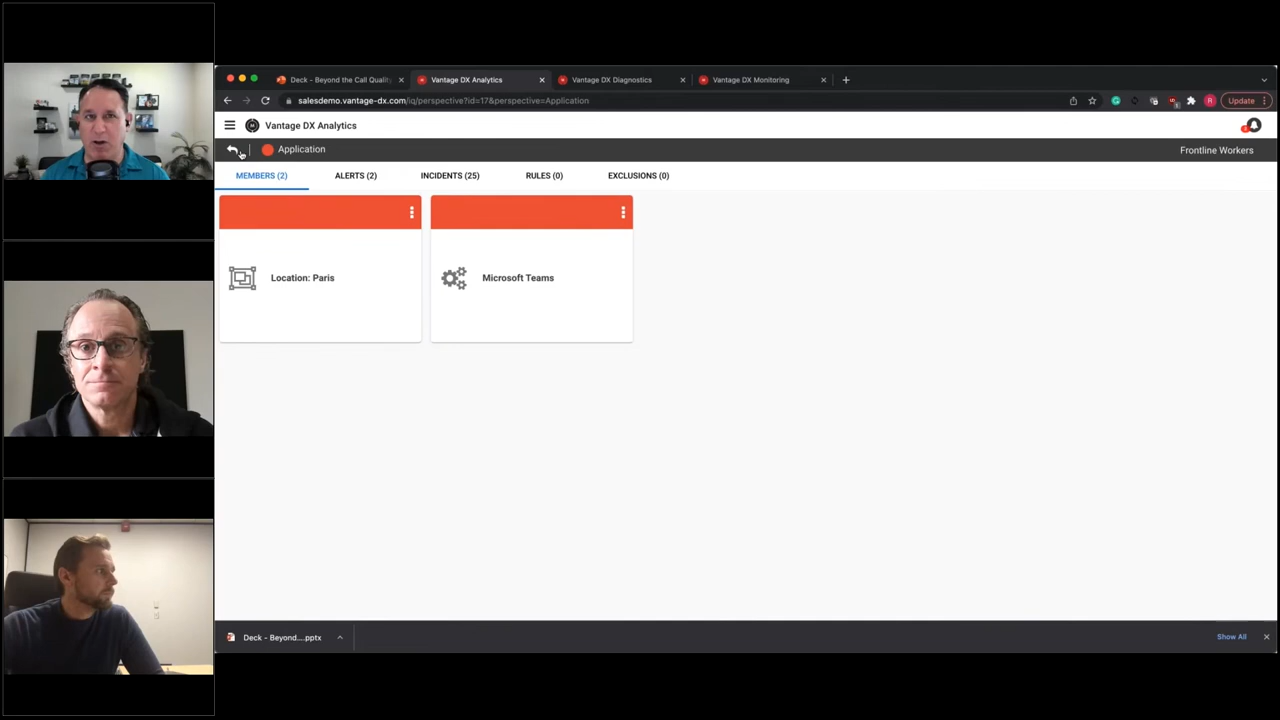 Deck - Beyond the Call Quality
Vantage DX Analytics
Vantage DX Diagnostics
Vantage DX Monitoring
salesdemo.vantage-dx.com/iq/perspective?id=17&perspective=Application
Update
Vantage DX Analytics
Application
Frontline Workers
MEMBERS (2)
ALERTS (2)
INCIDENTS (25)
RULES (0)
EXCLUSIONS (0)
Location: Paris
Microsoft Teams
Deck - Beyond....pptx
Show All